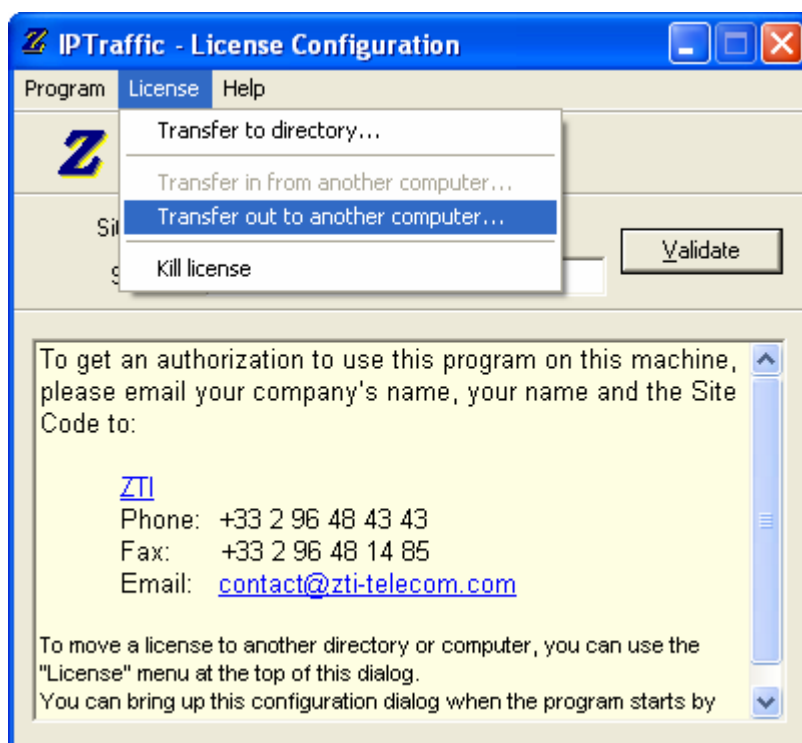 IPTraffic - License Configuration
Program License Help
Transfer to directory...
Z
Transfer in from another computer...
Transfer out to another computer...
Kill license
Validate
To get an authorization to use this program on this machine,
please email your company's name, your name and the Site
Code to:
ZTI
Phone: +33 2 96 48 43 43
Fax: +33 2 96 48 14 85
Email: contact@zti-telecom.com
To move a license to another directory or computer, you can use the
"License" menu at the top of this dialog.
You can bring up this configuration dialog when the program starts by